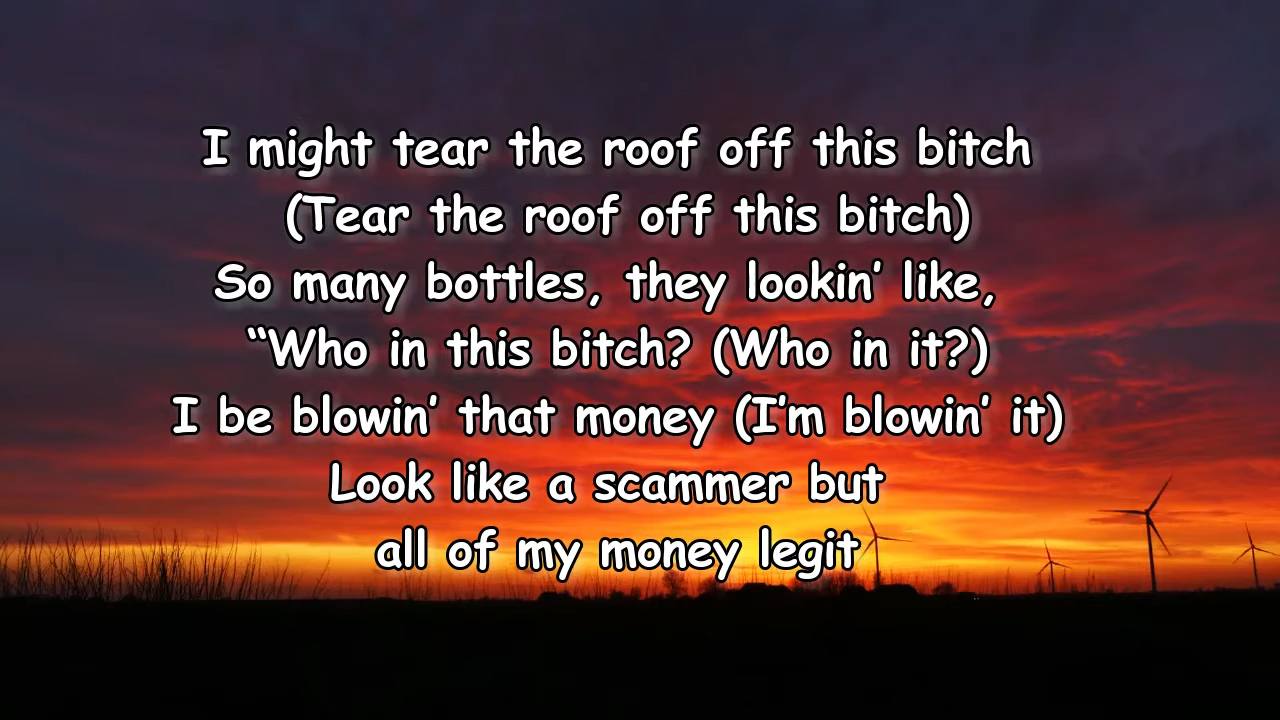 I might tear the roof off this bitch
(Tear the roof off this bitch)
So many bottles, they lookin’ like,
“Who in this bitch? (Who in it?)
I be blowin’ that money (I’m blowin’ it)
Look like a scammer but
all of my money legit